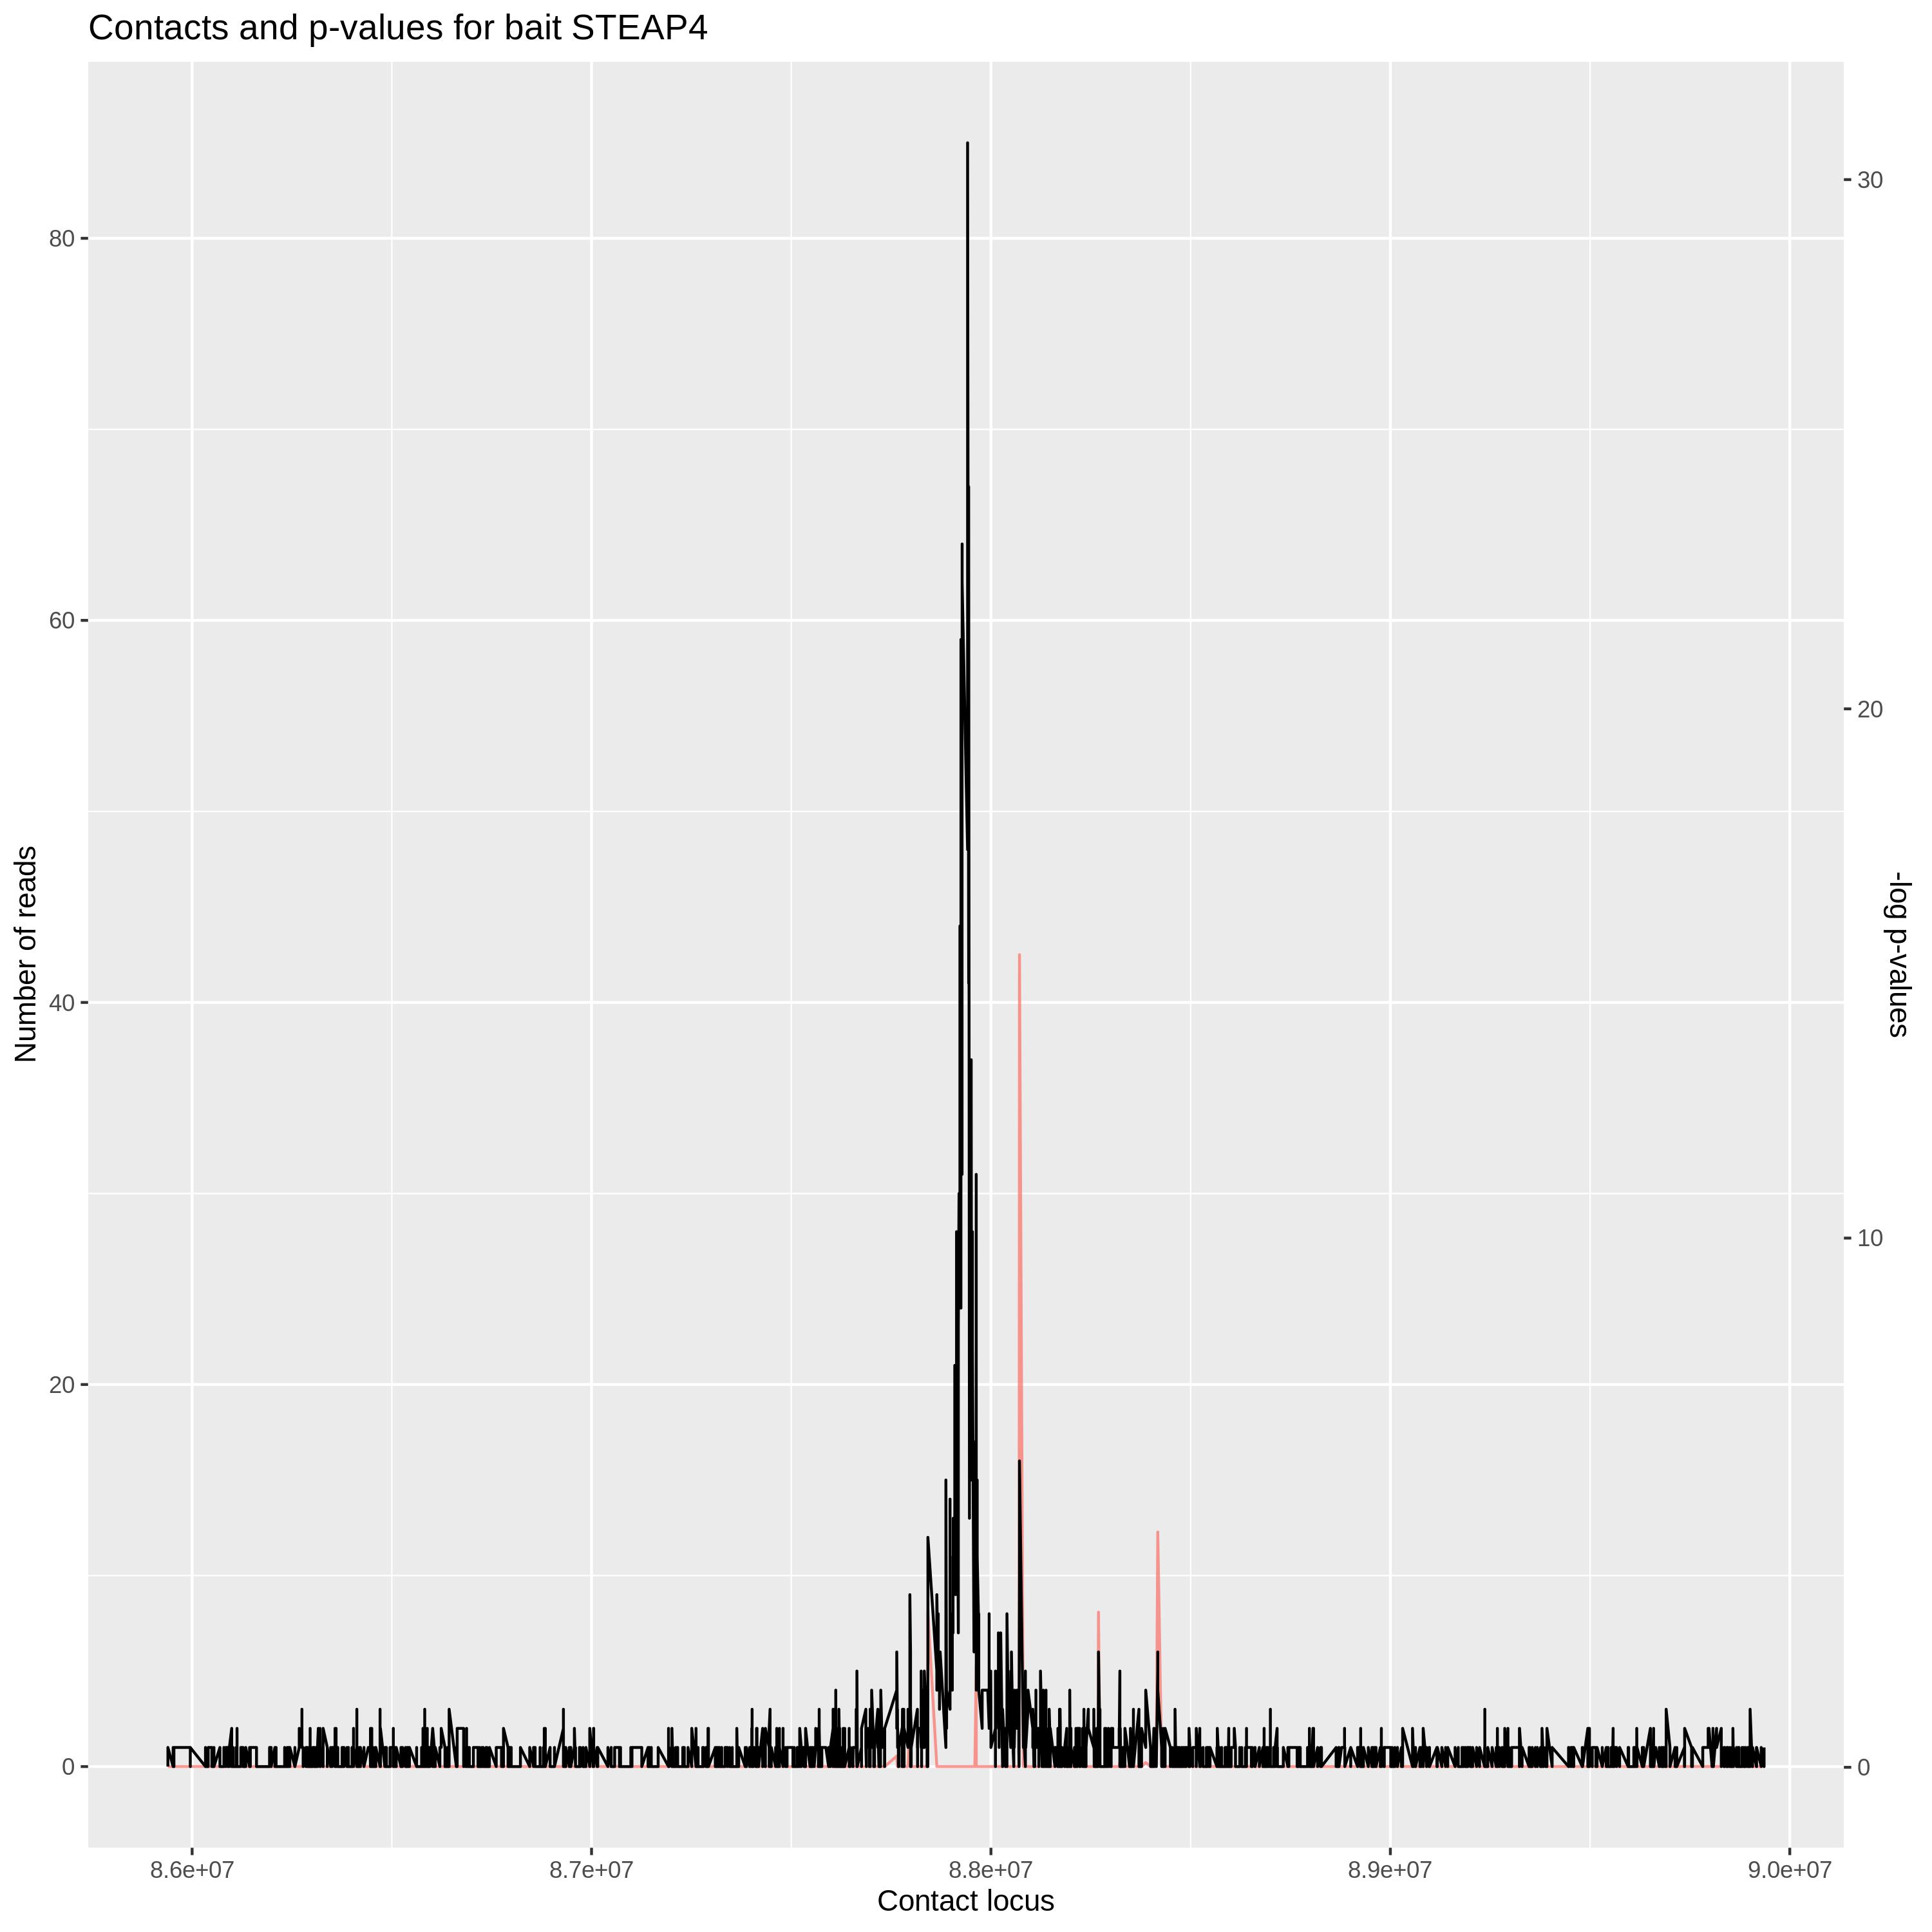 Contacts and p-values for bait STEAP4
80
60
40
20
0
Number of reads
30
20
10
0
-log p-values
8.6e+07 8.7e+07 8.8e+07 8.9e+07 9.0e+07
Contact locus